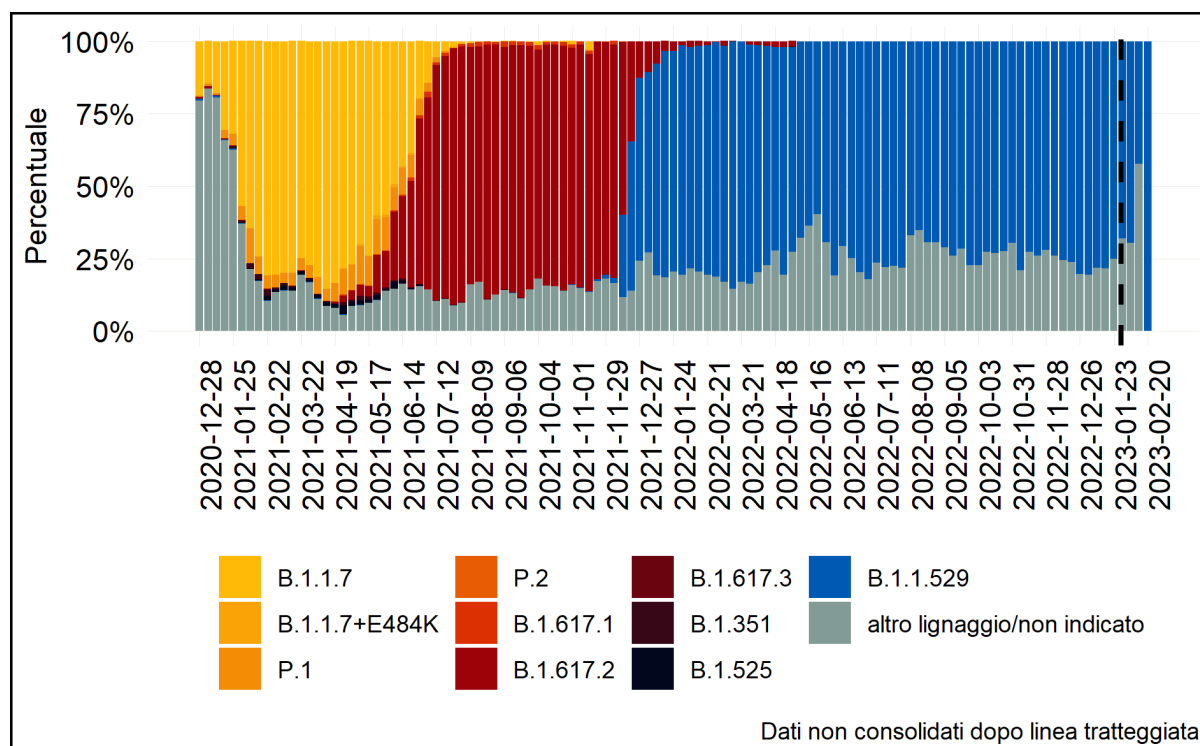 Percentuale
100%
75%
50%
25%
0%
2020-12-28
2021-01-25
2021-02-22
2021-03-22
2021-04-19
2021-05-17
2021-06-14
2021-07-12
2021-08-09
2021-09-06
2021-10-04
2021-11-01
2021-11-29
2021-12-27
2022-01-24
2022-02-21
2022-03-21
2022-04-18
2022-05-16
2022-06-13
2022-07-11
2022-08-08
2022-09-05
2022-10-03
2022-10-31
2022-11-28
2022-12-26
2023-01-23
2023-02-20
B.1.1.7
B.1.1.7+E484K
P.1
P.2
B.1.617.1
B.1.617.2
B.1.617.3
B.1.351
B.1.525
B.1.1.529
altro lignaggio/non indicato
Dati non consolidati dopo linea tratteggiata